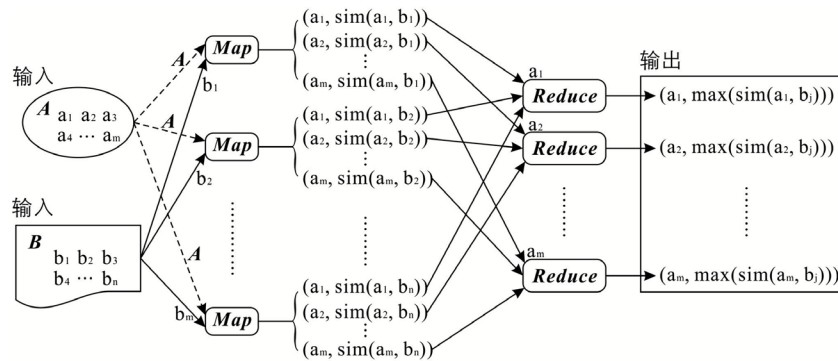 输入
A
a₁ a₂ a₃
a₄ ⋯ aₘ
输入
B
b₁ b₂ b₃
b₄ ⋯ bₙ
A
A
A
b₁
b₂
bₘ
Map
Map
Map
(a₁, sim(a₁, b₁))
(a₂, sim(a₂, b₁))
⋯
(aₘ, sim(aₘ, b₁))
(a₁, sim(a₁, b₂))
(a₂, sim(a₂, b₂))
⋯
(aₘ, sim(aₘ, b₂))
(a₁, sim(a₁, bₙ))
(a₂, sim(a₂, bₙ))
⋯
(aₘ, sim(aₘ, bₙ))
a₁
Reduce
a₂
Reduce
aₘ
Reduce
输出
(a₁, max(sim(a₁, bⱼ)))
(a₂, max(sim(a₂, bⱼ)))
(aₘ, max(sim(aₘ, bⱼ)))